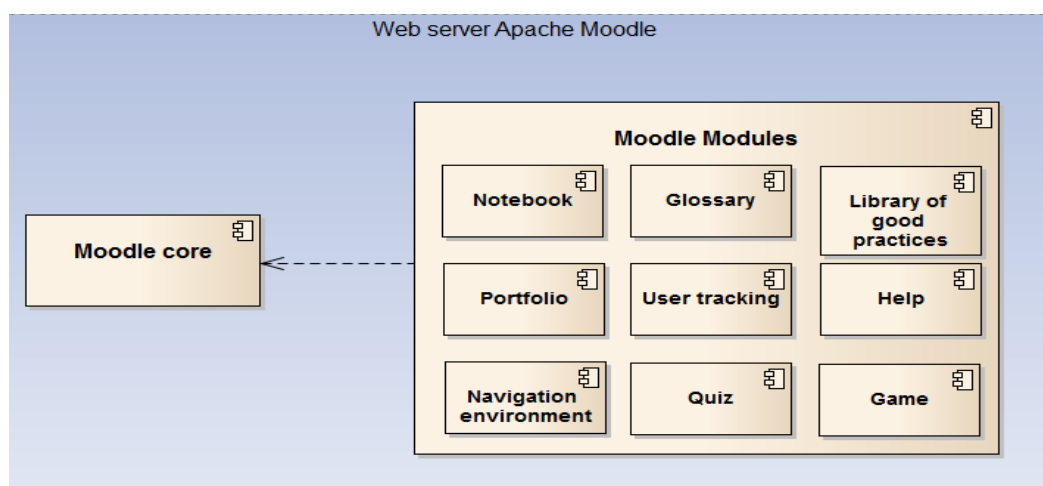 Web server Apache Moodle
Moodle core
Moodle Modules
Notebook
Glossary
Library of
good
practices
Portfolio
User tracking
Help
Navigation
environment
Quiz
Game